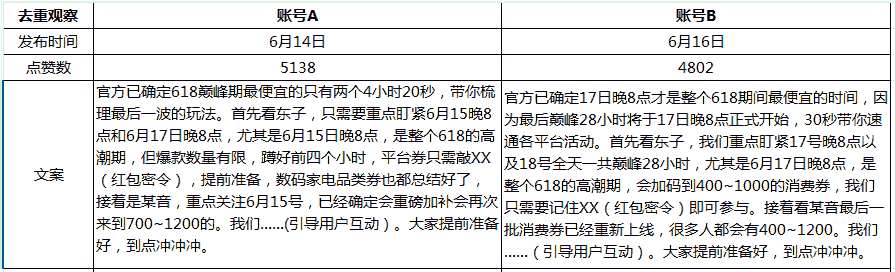 去重观察 账号A 账号B
发布时间 6月14日 6月16日
点赞数 5138 4802
文案
官方已确定618巅峰期最便宜的只有两个4小时20秒，带你梳
理最后一波的玩法。首先看东子，只需要重点盯紧6月15晚8
点和6月17日晚8点，尤其是6月15日晚8点，是整个618的高
潮期，但爆款数量有限，蹲好前四个小时，平台券只需敲XX
（红包密令），提前准备，数码家电品类券也都总结好了，
接着是某音，重点关注6月15号，已经确定会重磅加补会再次
来到700~1200的。我们......(引导用户互动）。大家提前准备
好，到点冲冲冲。
官方已确定17日晚8点才是整个618期间最便宜的时间，因
为最后巅峰28小时将于17日晚8点正式开始，30秒带你速
通各平台活动。首先看东子，我们重点盯紧17号晚8点以
及18号全天一共巅峰28小时，尤其是6月17日晚8点，是
整个618的高潮期，会加码到400~1000的消费券，我们
只需要记住XX（红包密令）即可参与。接着看某音最后一
批消费券已经重新上线，很多人都会有400~1200。我们
......（引导用户互动）。大家提前准备好，到点冲冲冲。